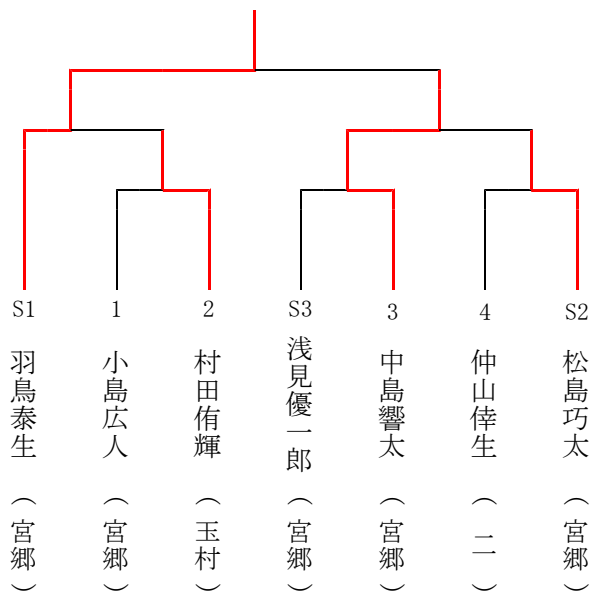 S1
羽鳥泰生
（宮郷）
1
小島広人
（宮郷）
2
村田侑輝
（玉村）
S3
浅見優一郎
（宮郷）
3
中島響太
（宮郷）
4
仲山倖生
（二）
S2
松島巧太
（宮郷）